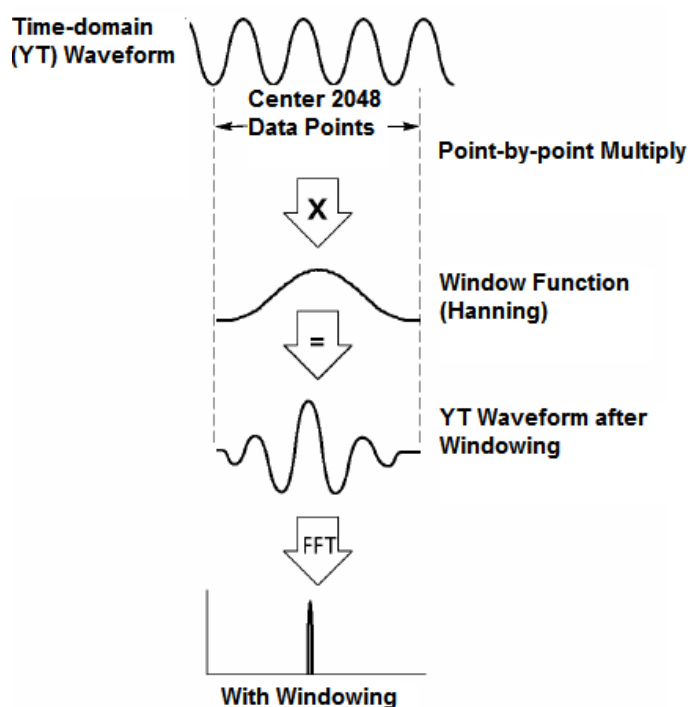 Time-domain
(YT) Waveform
Center 2048
Data Points
Point-by-point Multiply
X
Window Function
(Hanning)
=
YT Waveform after
Windowing
FFT
With Windowing